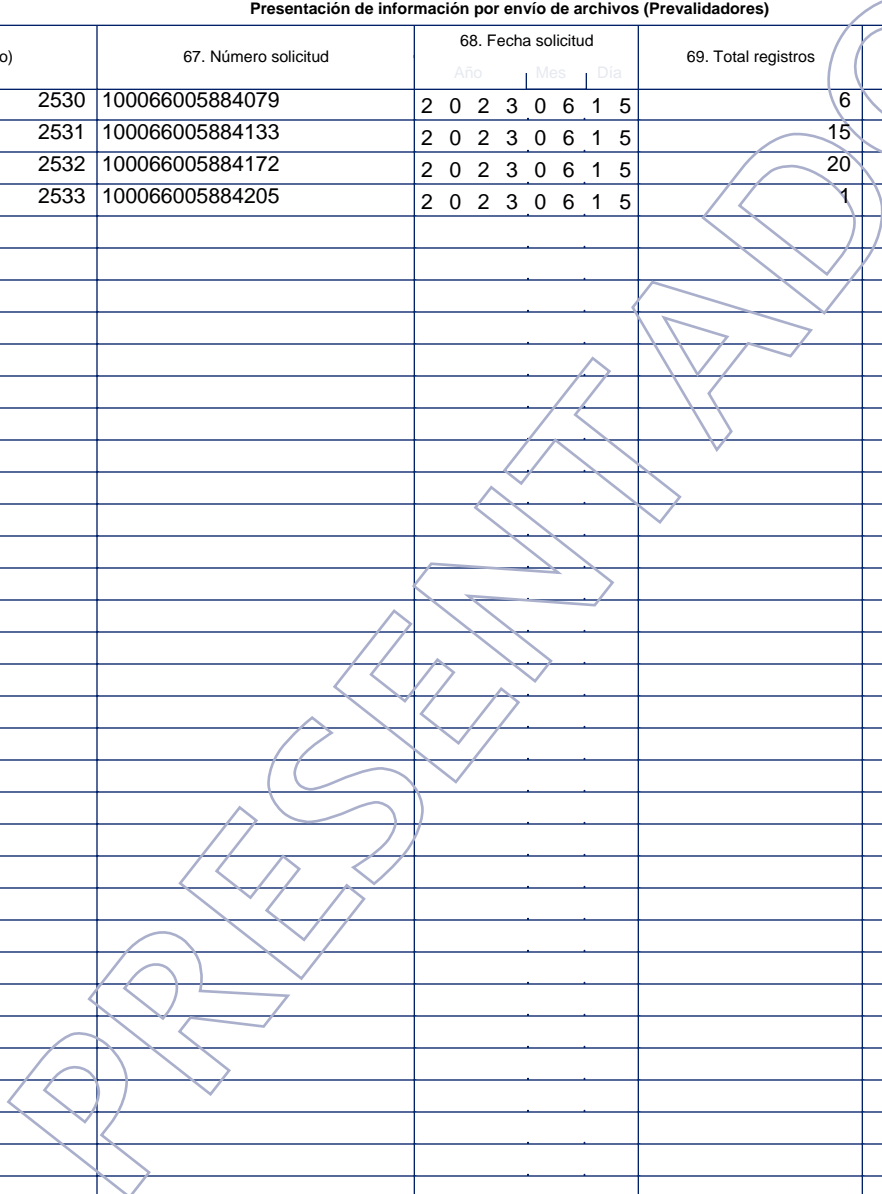 Presentación de información por envío de archivos (Prevalidadores)
o) 67. Número solicitud 68. Fecha solicitud 69. Total registros
Año Mes Día
2530 100066005884079 2 0 2 3 0 6 1 5 6
2531 100066005884133 2 0 2 3 0 6 1 5 15
2532 100066005884172 2 0 2 3 0 6 1 5 20
2533 100066005884205 2 0 2 3 0 6 1 5 1
PRESENTADO